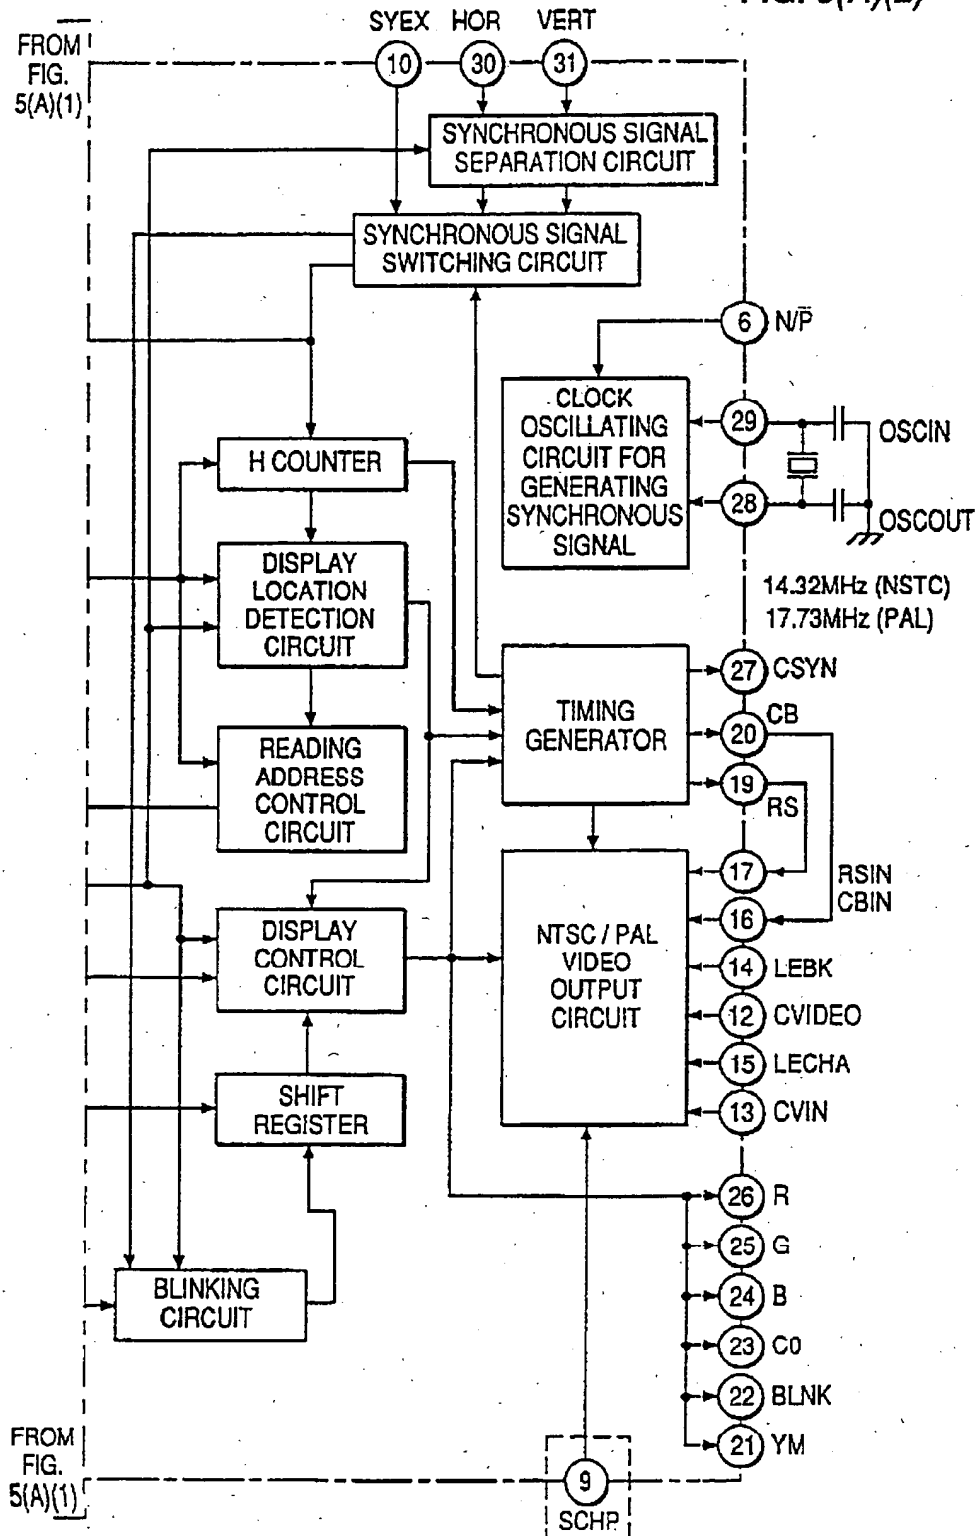 SYEX HOR VERT
FROM
FIG.
5(A)(1)
10 30 31
SYNCHRONOUS SIGNAL
SEPARATION CIRCUIT
SYNCHRONOUS SIGNAL
SWITCHING CIRCUIT
6 N/P̅
CLOCK
OSCILLATING
CIRCUIT FOR
GENERATING
SYNCHRONOUS
SIGNAL
29
OSCIN
28
OSCOUT
14.32MHz (NSTC)
17.73MHz (PAL)
H COUNTER
DISPLAY
LOCATION
DETECTION
CIRCUIT
READING
ADDRESS
CONTROL
CIRCUIT
TIMING
GENERATOR
27 CSYN
20 CB
19 RS
17 RSIN
16 CBIN
14 LEBK
12 CVIDEO
15 LECHA
13 CVIN
NTSC / PAL
VIDEO
OUTPUT
CIRCUIT
DISPLAY
CONTROL
CIRCUIT
SHIFT
REGISTER
BLINKING
CIRCUIT
26 R
25 G
24 B
23 C0
22 BLNK
21 YM
FROM
FIG.
5(A)(1)
9
SCHP